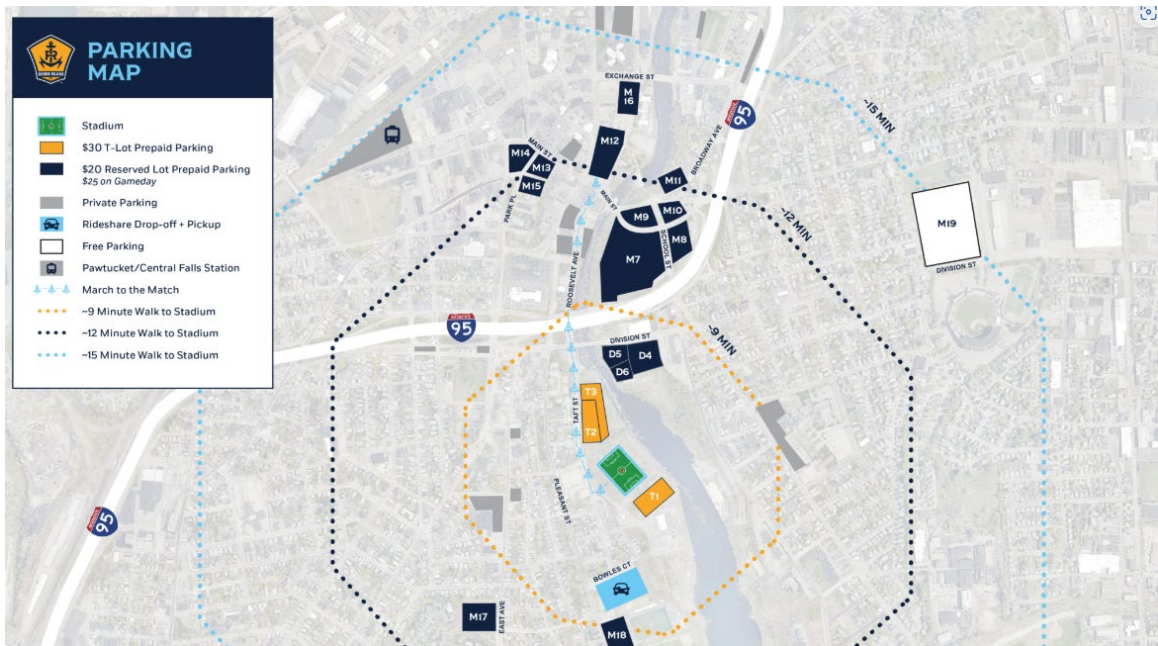 PARKING
MAP
RHODE ISLAND
Stadium
$30 T-Lot Prepaid Parking
$20 Reserved Lot Prepaid Parking
$25 on Gameday
Private Parking
Rideshare Drop-off + Pickup
Free Parking
Pawtucket/Central Falls Station
March to the Match
~9 Minute Walk to Stadium
~12 Minute Walk to Stadium
~15 Minute Walk to Stadium
EXCHANGE ST
M
16
INTERSTATE
95
BROADWAY AVE
~15 MIN
M12
MAIN ST
M14
M13
M15
PARK PL
M11
MAIN ST
M9
M10
M8
SCHOOL ST
M7
~12 MIN
M19
DIVISION ST
ROOSEVELT AVE
INTERSTATE
95
DIVISION ST
D5
D4
D6
~9 MIN
T3
TAFT ST
T2
T1
PLEASANT ST
INTERSTATE
95
BOWLES CT
M17
EAST AVE
M18